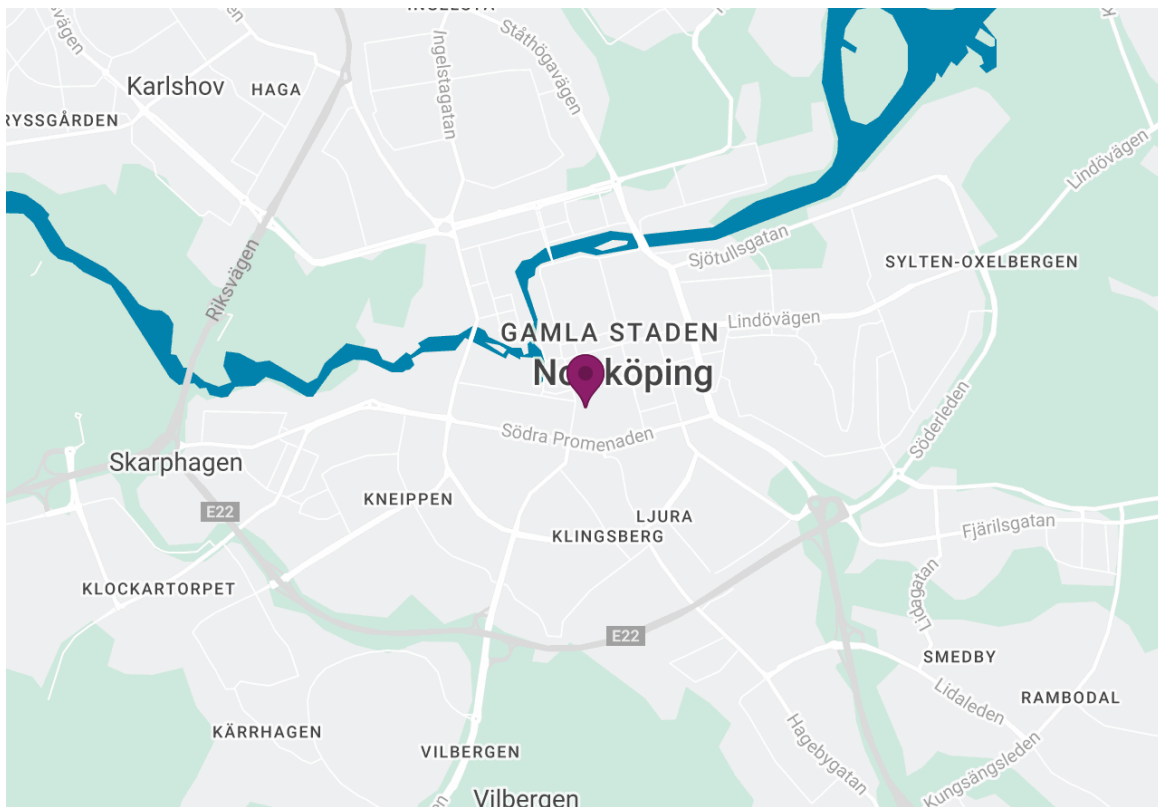 Ståthögavägen
Ingelstagatan
Karlshov
HAGA
RYSSGÅRDEN
Lindövägen
Riksvägen
Sjötullsgatan
SYLTEN-OXELBERGEN
Lindövägen
GAMLA STADEN
Söderleden
Södra Promenaden
Skarphagen
KNEIPPEN
E22
LJURA
KLINGSBERG
Fjärilsgatan
KLOCKARTORPET
Lidagatan
E22
SMEDBY
Lidaleden
RAMBODAL
KÄRRHAGEN
Hagebygatan
VILBERGEN
Kungsängsleden
Vilbergen